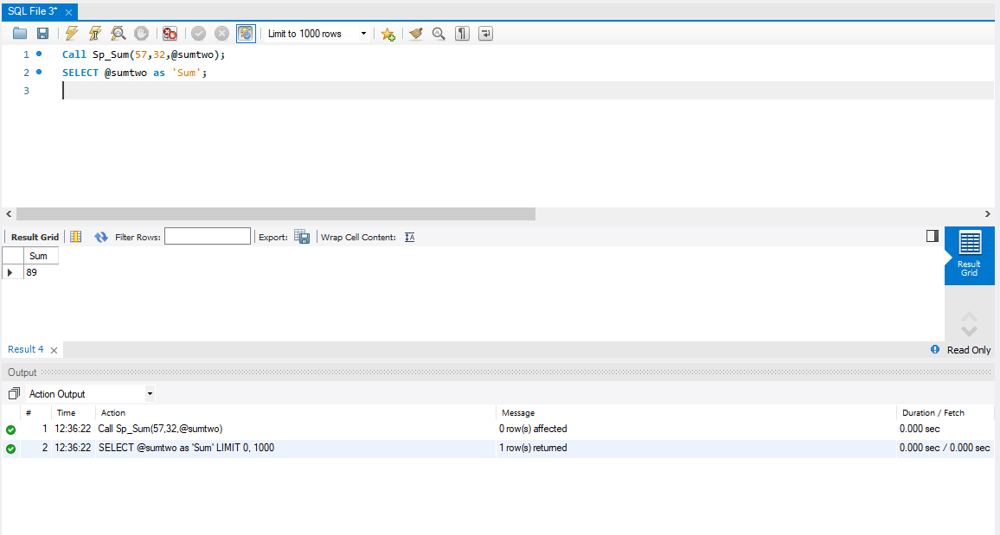 SQL File 3*
Limit to 1000 rows
1 Call Sp_Sum(57,32,@sumtwo);
2 SELECT @sumtwo as 'Sum';
3
Result Grid Filter Rows: Export: Wrap Cell Content:
Sum
89
Result
Grid
Result 4 Read Only
Output
Action Output
# Time Action Message Duration / Fetch
1 12:36:22 Call Sp_Sum(57,32,@sumtwo) 0 row(s) affected 0.000 sec
2 12:36:22 SELECT @sumtwo as 'Sum' LIMIT 0, 1000 1 row(s) returned 0.000 sec / 0.000 sec